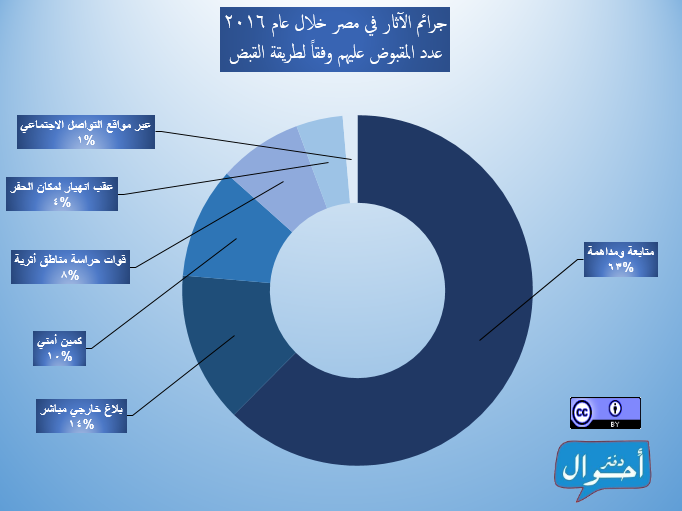 جرائم الآثار في مصر خلال عام ٢٠١٦
عدد المقبوض عليهم وفقاً لطريقة القبض
عبر مواقع التواصل الاجتماعي
١%
عقب انهيار لمكان الحفر
٤%
قوات حراسة مناطق أثرية
٨%
كمين أمني
١٠%
بلاغ خارجي مباشر
١٤%
متابعة ومداهمة
٦٣%
cc
BY
دفتر
أحوال